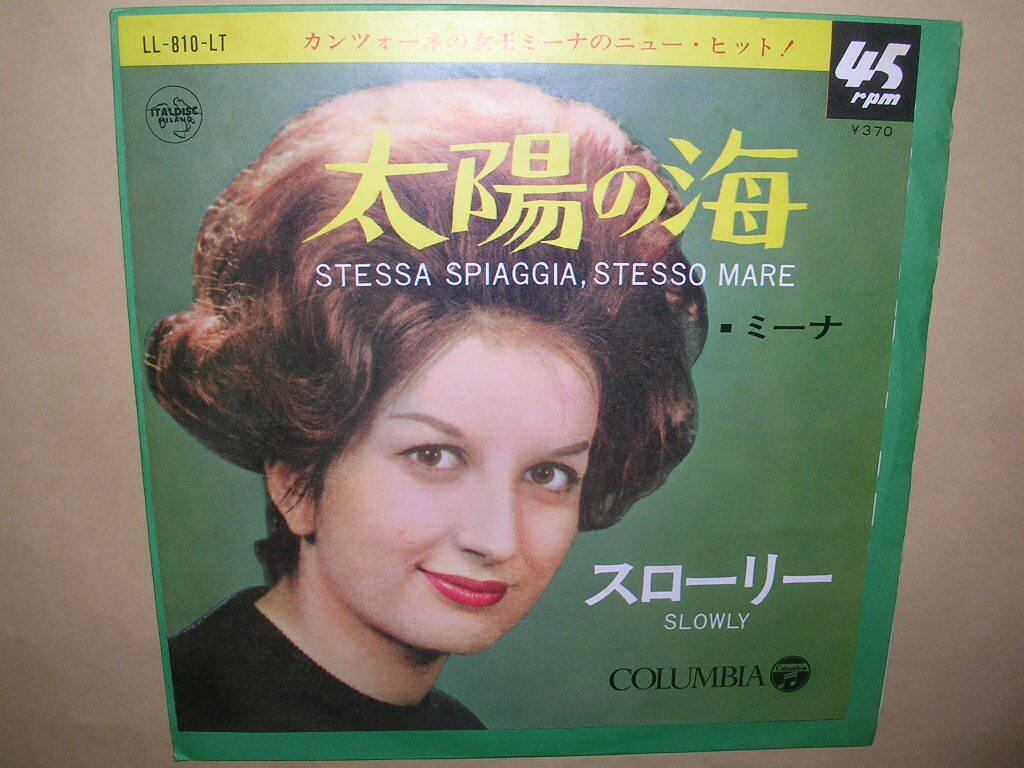 LL-810-LT
カンツォーネの女王ミーナのニュー・ヒット!
45
rpm
¥370
ITALDISC
MILANO
太陽の海
STESSA SPIAGGIA, STESSO MARE
■ミーナ
スローリー
SLOWLY
COLUMBIA
Columbia